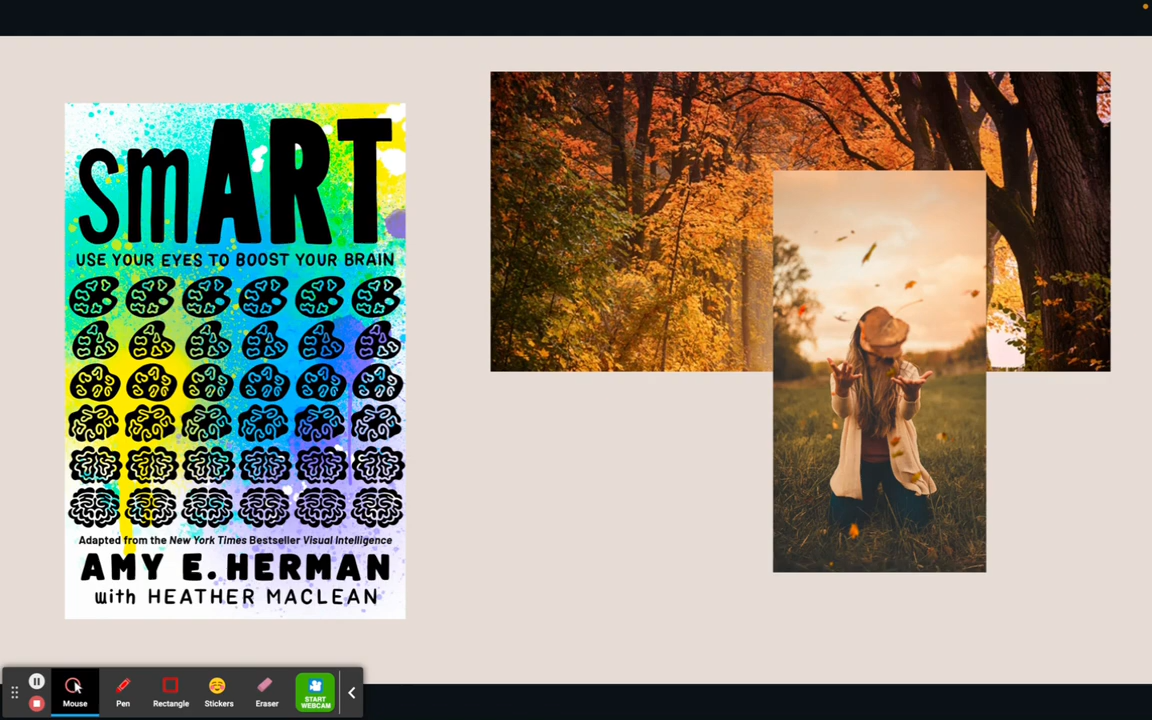 smART
USE YOUR EYES TO BOOST YOUR BRAIN
Adapted from the New York Times Bestseller Visual Intelligence
AMY E. HERMAN
with HEATHER MACLEAN
Mouse
Pen
Rectangle
Stickers
Eraser
START
WEBCAM